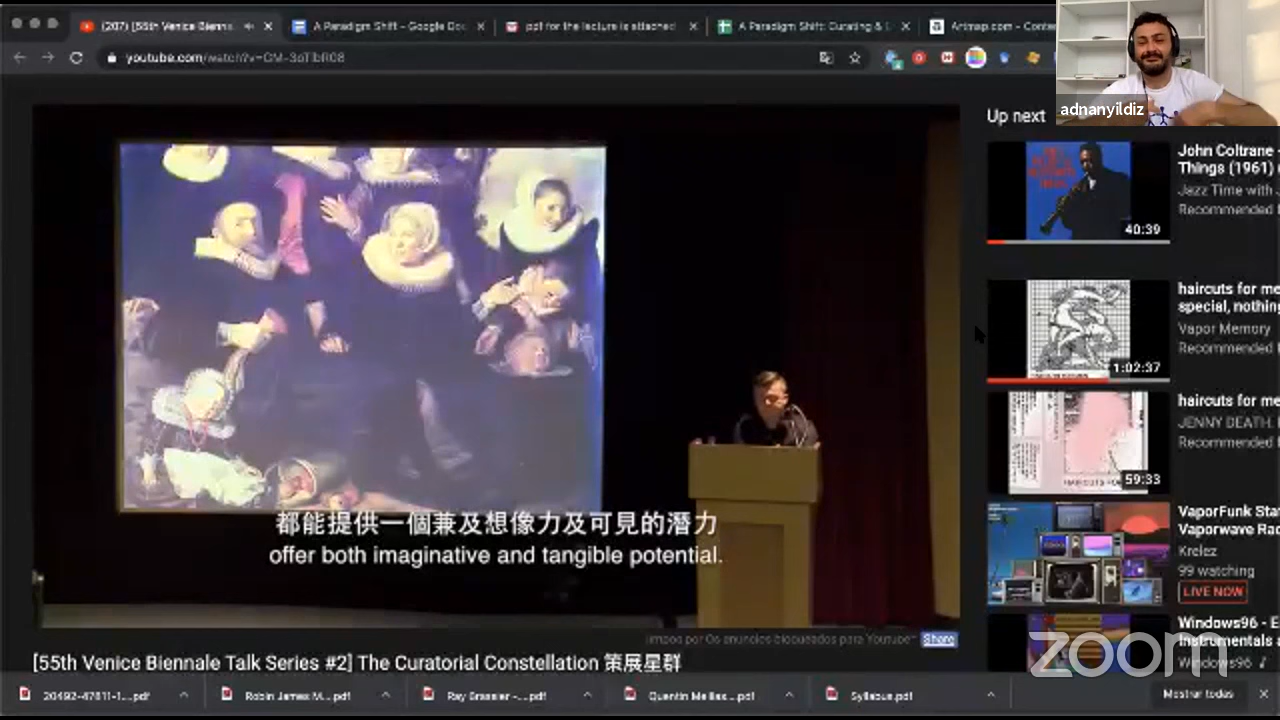 (207) [55th Venice Bienn
A Paradigm Shift - Google Do
pdf for the lecture is attached
A Paradigm Shift: Curating &
Artmap.com - Conte
youtube.com/watch?v=
adnanyildiz
Up next
John Coltrane -
Things (1961)
Jazz Time with
Recommended
40:39
haircuts for me
special, nothin
Vapor Memory
Recommended
1:02:37
haircuts for me
JENNY DEATH.
Recommended
59:33
VaporFunk Sta
Vaporwave Rad
Krelez
99 watching
LIVE NOW
Windows96 - E
Instrumentals a
Windows96
都能提供一個兼及想像力及可見的潛力
offer both imaginative and tangible potential.
Share
[55th Venice Biennale Talk Series #2] The Curatorial Constellation 策展星群
zoom
20492-47811-1....pdf
Robin James M....pdf
Ray Brassier -....pdf
Quentin Meillas....pdf
Syllabus.pdf
Mostrar todas